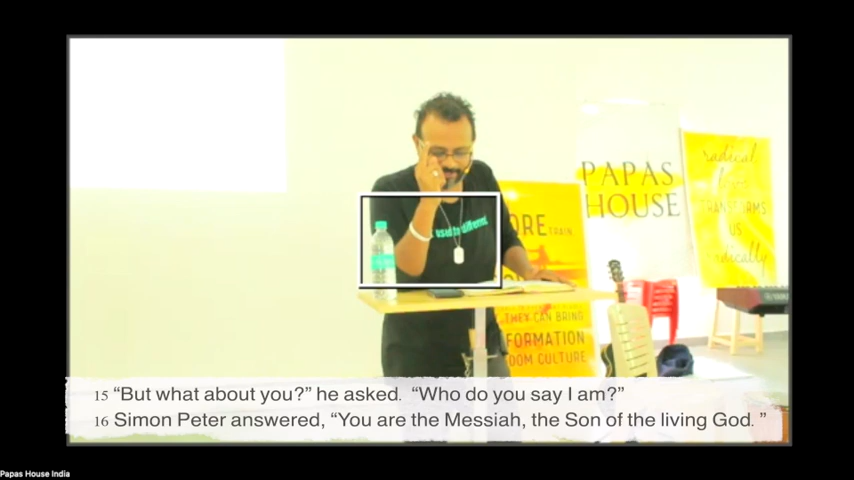 PAPAS
HOUSE
radical
love
TRANSFORMS
US
radically
TRAIN
THEY CAN BRING
FORMATION
DOM CULTURE
15 “But what about you?” he asked. “Who do you say I am?”
16 Simon Peter answered, “You are the Messiah, the Son of the living God. ”
Papas House India